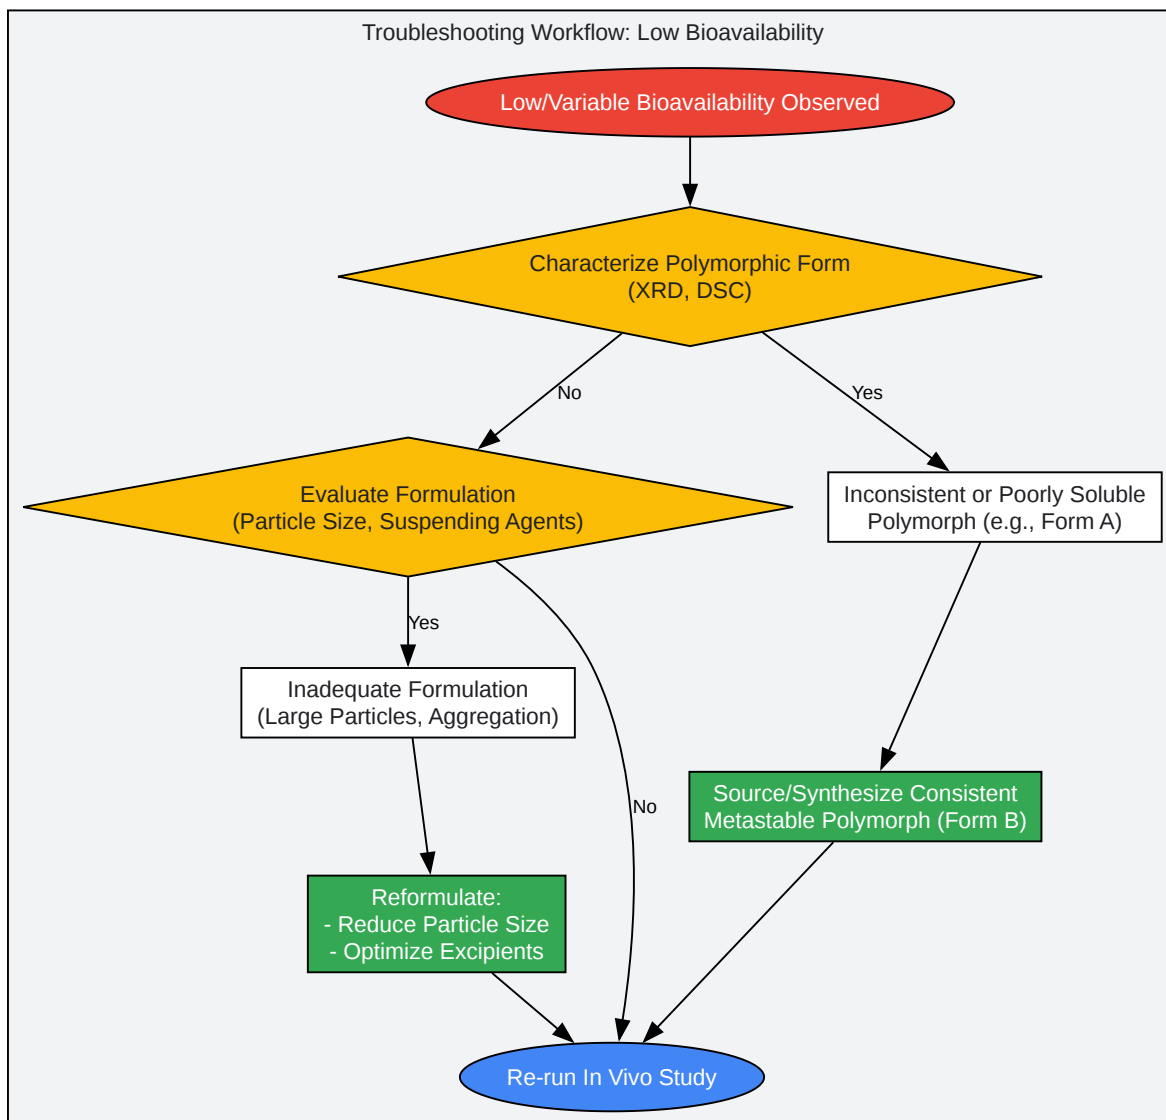 Troubleshooting Workflow: Low Bioavailability
Low/Variable Bioavailability Observed
Characterize Polymorphic Form
(XRD, DSC)
No
Yes
Evaluate Formulation
(Particle Size, Suspending Agents)
Inconsistent or Poorly Soluble
Polymorph (e.g., Form A)
Yes
Inadequate Formulation
(Large Particles, Aggregation)
No
Source/Synthesize Consistent
Metastable Polymorph (Form B)
Reformulate:
- Reduce Particle Size
- Optimize Excipients
Re-run In Vivo Study